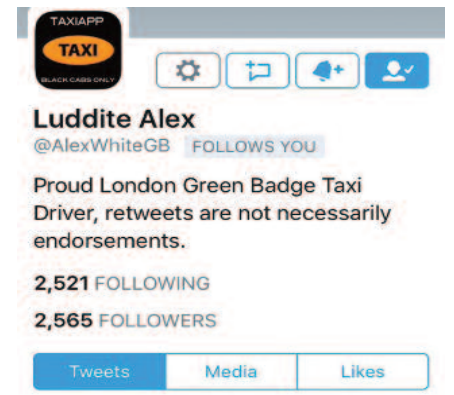 TAXIAPP
TAXI
BLACK CABS ONLY
Luddite Alex
@AlexWhiteGB FOLLOWS YOU
Proud London Green Badge Taxi
Driver, retweets are not necessarily
endorsements.
2,521 FOLLOWING
2,565 FOLLOWERS
Tweets Media Likes